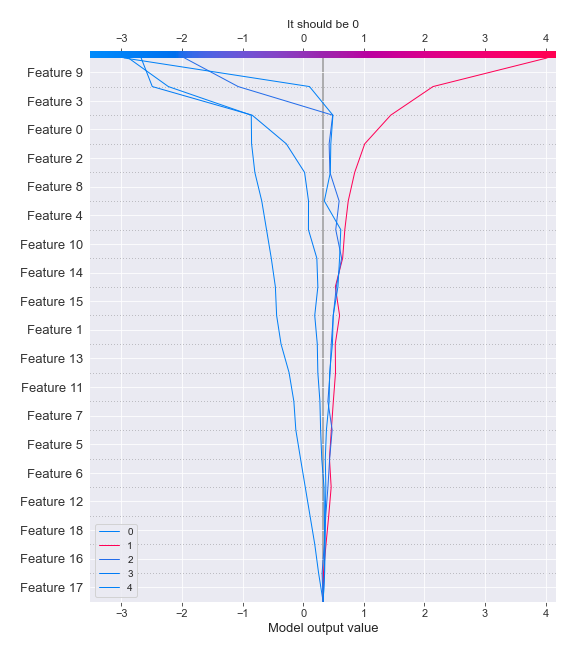 It should be 0
−3 −2 −1 0 1 2 3 4
Feature 9
Feature 3
Feature 0
Feature 2
Feature 8
Feature 4
Feature 10
Feature 14
Feature 15
Feature 1
Feature 13
Feature 11
Feature 7
Feature 5
Feature 6
Feature 12
Feature 18
Feature 16
Feature 17
0
1
2
3
4
−3 −2 −1 0 1 2 3 4
Model output value